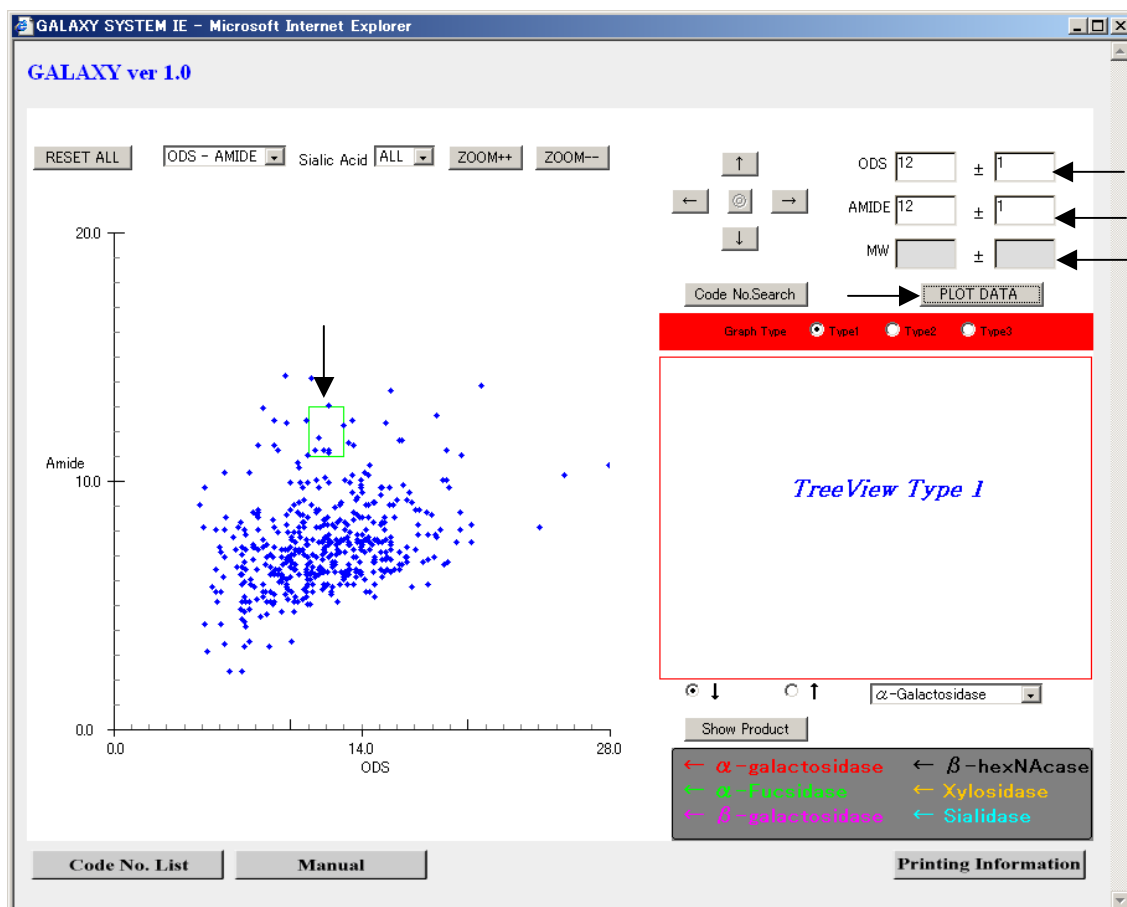 GALAXY SYSTEM IE - Microsoft Internet Explorer
GALAXY ver 1.0
RESET ALL
ODS - AMIDE
Sialic Acid
ALL
ZOOM++
ZOOM--
↑
← ◎ →
↓
ODS 12 ± 1
AMIDE 12 ± 1
MW ±
Code No.Search
PLOT DATA
Graph Type Type1 Type2 Type3
20.0
Amide
10.0
0.0
0.0 14.0 28.0
ODS
TreeView Type 1
↓ ↑ α-Galactosidase
Show Product
← α-galactosidase ← β-hexNAcase
← α-Fucsidase ← Xylosidase
← β-galactosidase ← Sialidase
Code No. List
Manual
Printing Information